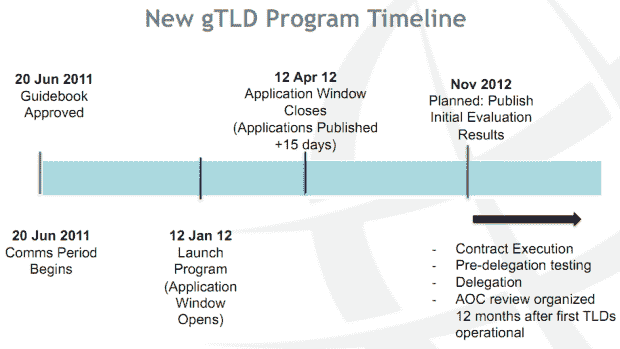 New gTLD Program Timeline
20 Jun 2011
Guidebook
Approved
12 Apr 12
Application Window
Closes
(Applications Published
+15 days)
Nov 2012
Planned: Publish
Initial Evaluation
Results
20 Jun 2011
Comms Period
Begins
12 Jan 12
Launch
Program
(Application
Window
Opens)
- Contract Execution
- Pre-delegation testing
- Delegation
- AOC review organized
12 months after first TLDs
operational